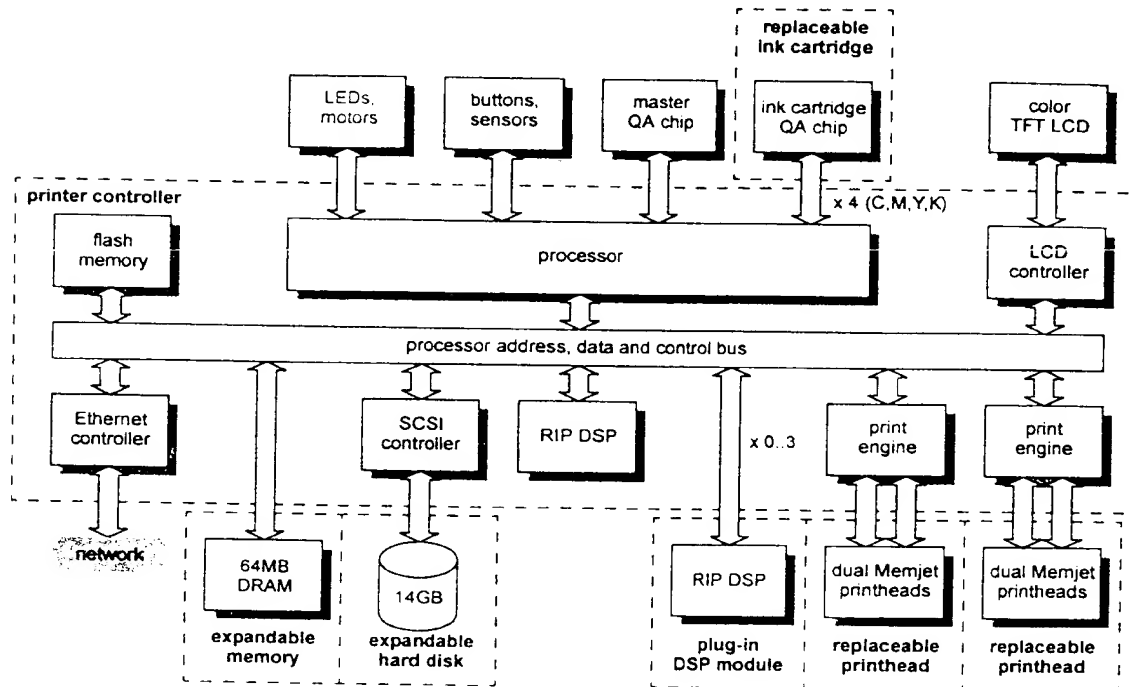 replaceable
ink cartridge
LEDs,
motors
buttons,
sensors
master
QA chip
ink cartridge
QA chip
color
TFT LCD
printer controller
x 4 (C,M,Y,K)
flash
memory
processor
LCD
controller
processor address, data and control bus
Ethernet
controller
SCSI
controller
RIP DSP
x 0..3
print
engine
print
engine
network
64MB
DRAM
14GB
RIP DSP
dual Memjet
printheads
dual Memjet
printheads
expandable
memory
expandable
hard disk
plug-in
DSP module
replaceable
printhead
replaceable
printhead